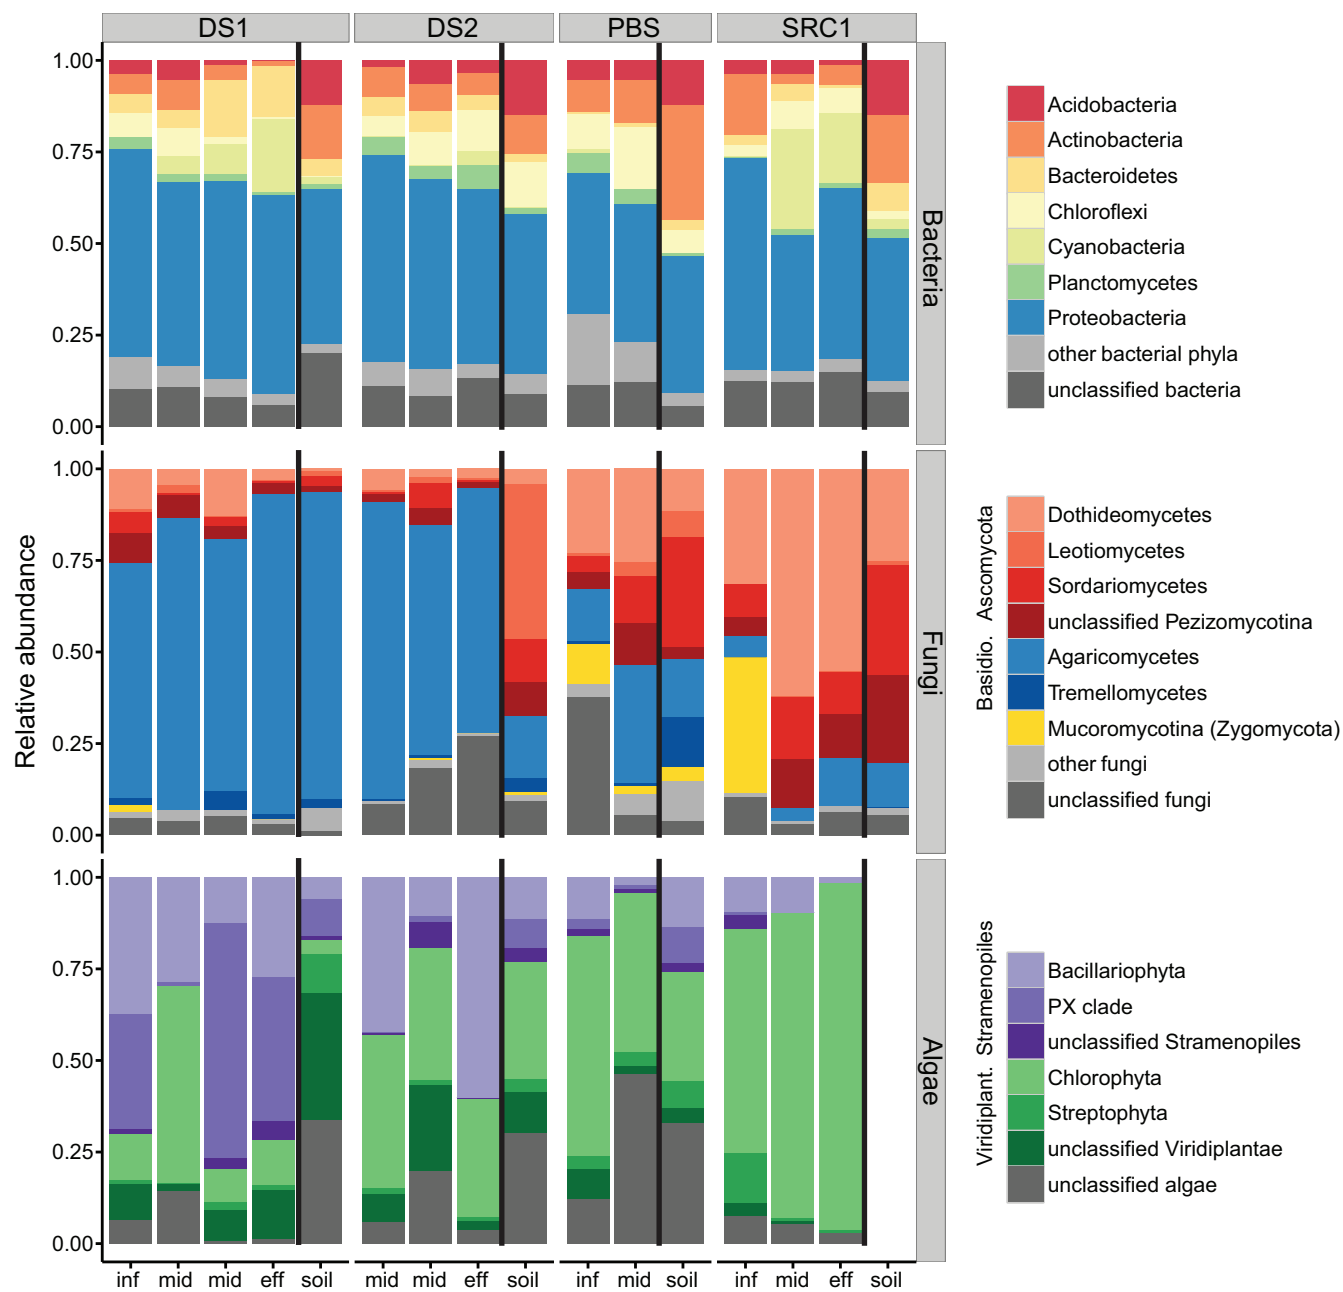 DS1 DS2 PBS SRC1
Relative abundance
1.00
0.75
0.50
0.25
0.00
Bacteria
Acidobacteria
Actinobacteria
Bacteroidetes
Chloroflexi
Cyanobacteria
Planctomycetes
Proteobacteria
other bacterial phyla
unclassified bacteria
1.00
0.75
0.50
0.25
0.00
Fungi
Basidio. Ascomycota
Dothideomycetes
Leotiomycetes
Sordariomycetes
unclassified Pezizomycotina
Agaricomycetes
Tremellomycetes
Mucoromycotina (Zygomycota)
other fungi
unclassified fungi
1.00
0.75
0.50
0.25
0.00
Algae
Viridiplant. Stramenopiles
Bacillariophyta
PX clade
unclassified Stramenopiles
Chlorophyta
Streptophyta
unclassified Viridiplantae
unclassified algae
inf mid mid eff soil mid mid eff soil inf mid soil inf mid eff soil